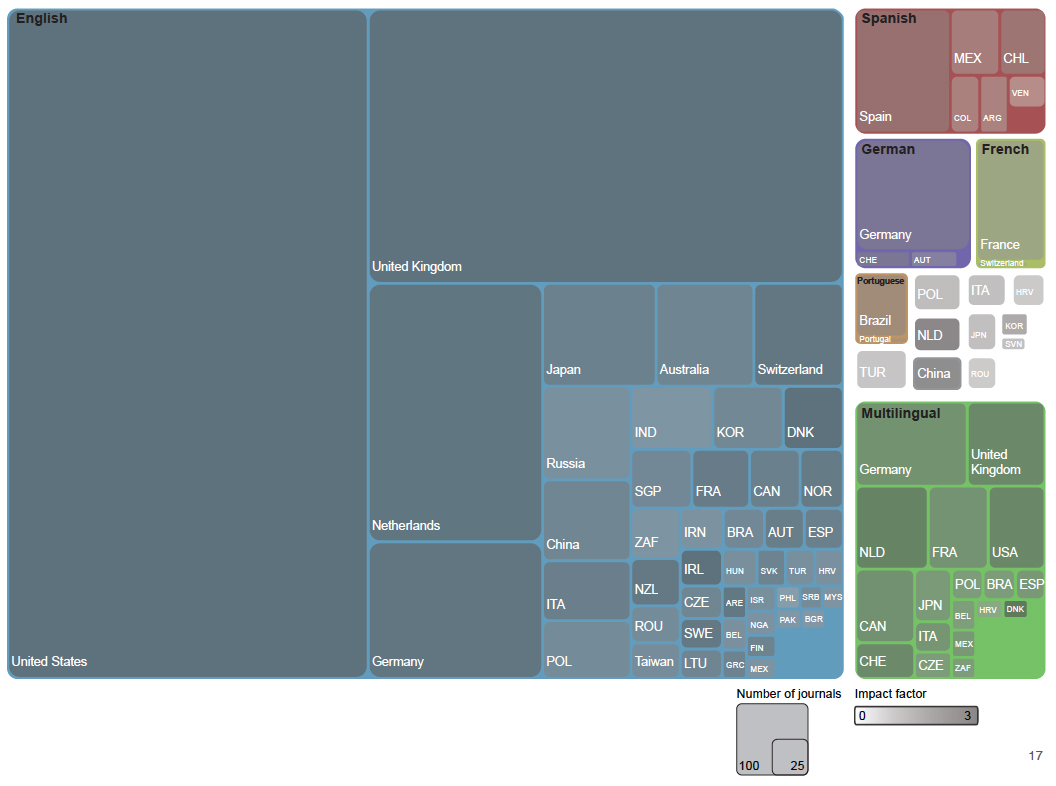 English
United States
United Kingdom
Netherlands
Germany
Japan
Australia
Switzerland
Russia
IND
KOR
DNK
SGP
FRA
CAN
NOR
China
ZAF
IRN
BRA
AUT
ESP
ITA
NZL
IRL
HUN
SVK
TUR
HRV
CZE
ARE
ISR
PHL
SRB
MYS
POL
ROU
SWE
BEL
NGA
PAK
BGR
FIN
Taiwan
LTU
GRC
MEX
Spanish
Spain
MEX
CHL
COL
ARG
VEN
German
Germany
CHE
AUT
French
France
Switzerland
Portuguese
Brazil
Portugal
POL
ITA
HRV
NLD
JPN
KOR
SVN
TUR
China
ROU
Multilingual
Germany
United
Kingdom
NLD
FRA
USA
CAN
JPN
POL
BRA
ESP
BEL
HRV
DNK
ITA
MEX
CHE
CZE
ZAF
Number of journals
100
25
Impact factor
0
3
17